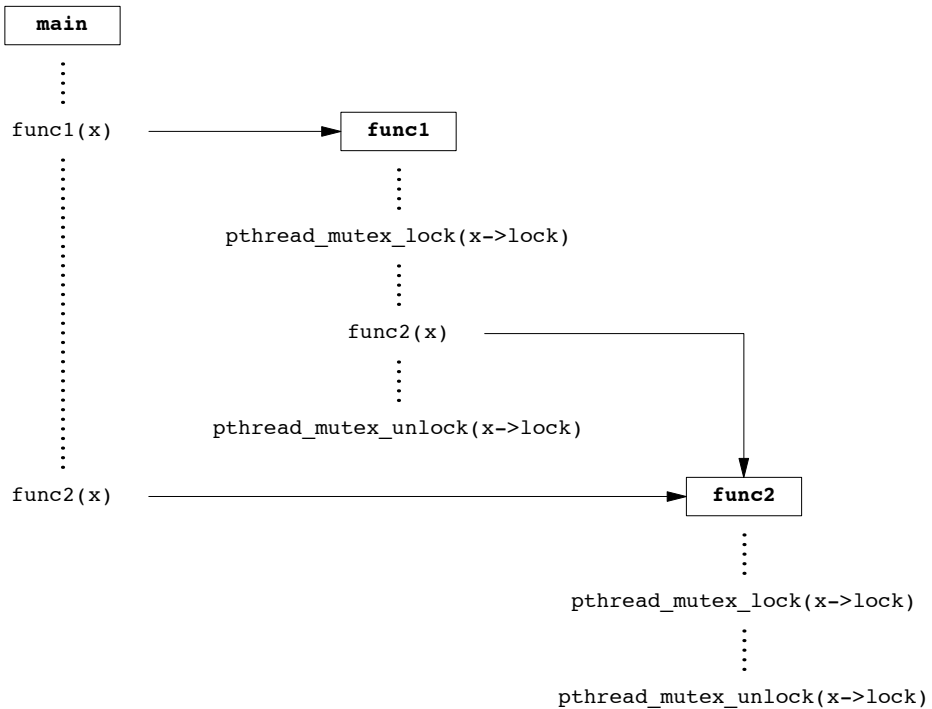 main
func1(x)
func1
pthread_mutex_lock(x->lock)
func2(x)
pthread_mutex_unlock(x->lock)
func2(x)
func2
pthread_mutex_lock(x->lock)
pthread_mutex_unlock(x->lock)